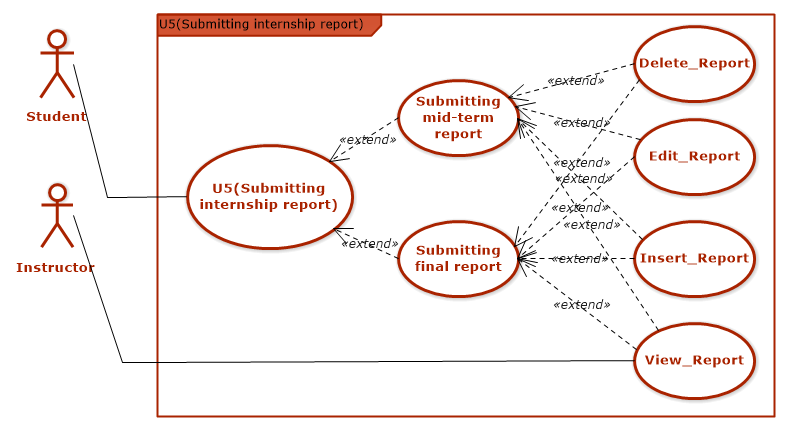 U5(Submitting internship report)
Student
Instructor
U5(Submitting
internship report)
Submitting
mid-term
report
Submitting
final report
Delete_Report
Edit_Report
Insert_Report
View_Report
«extend»
«extend»
«extend»
«extend»
«extend»
«extend»
«extend»
«extend»
«extend»
«extend»